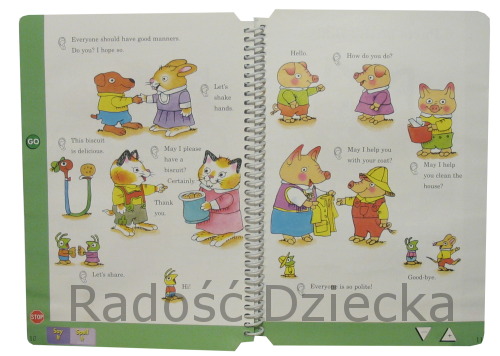 Everyone should have good manners.
Do you? I hope so.
Let's
shake
hands.
GO
This biscuit
is delicious.
May I please
have a
biscuit?
Certainly
Thank
you.
Let's share.
Hi!
STOP
Say
Hello
How do you do?
May I help you
with your coat?
May I help
you clean the
house?
Good-bye.
Everyone is so polite!
Radość Dziecka